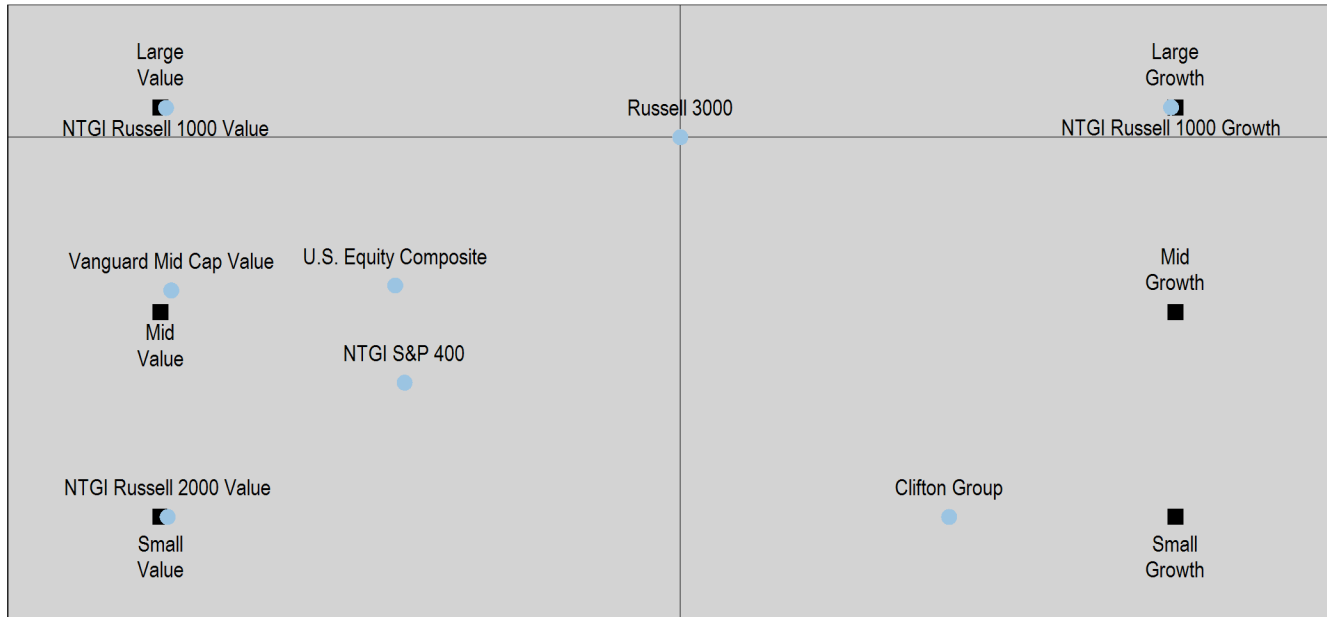 Large
Value
NTGI Russell 1000 Value
Russell 3000
Large
Growth
NTGI Russell 1000 Growth
Vanguard Mid Cap Value
U.S. Equity Composite
Mid
Growth
Mid
Value
NTGI S&P 400
NTGI Russell 2000 Value
Small
Value
Clifton Group
Small
Growth